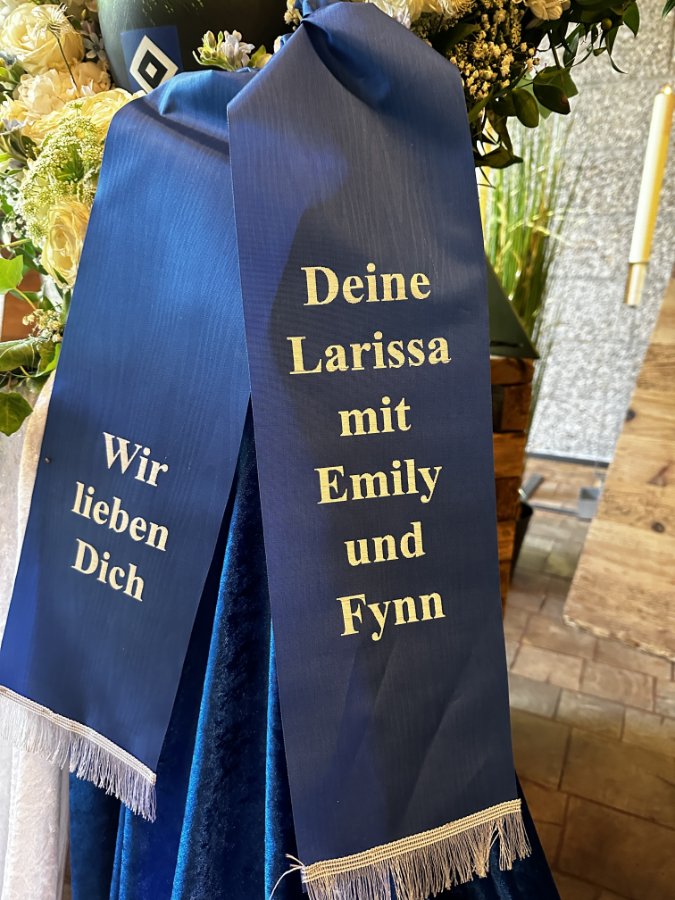 Wir
lieben
Dich
Deine
Larissa
mit
Emily
und
Fynn